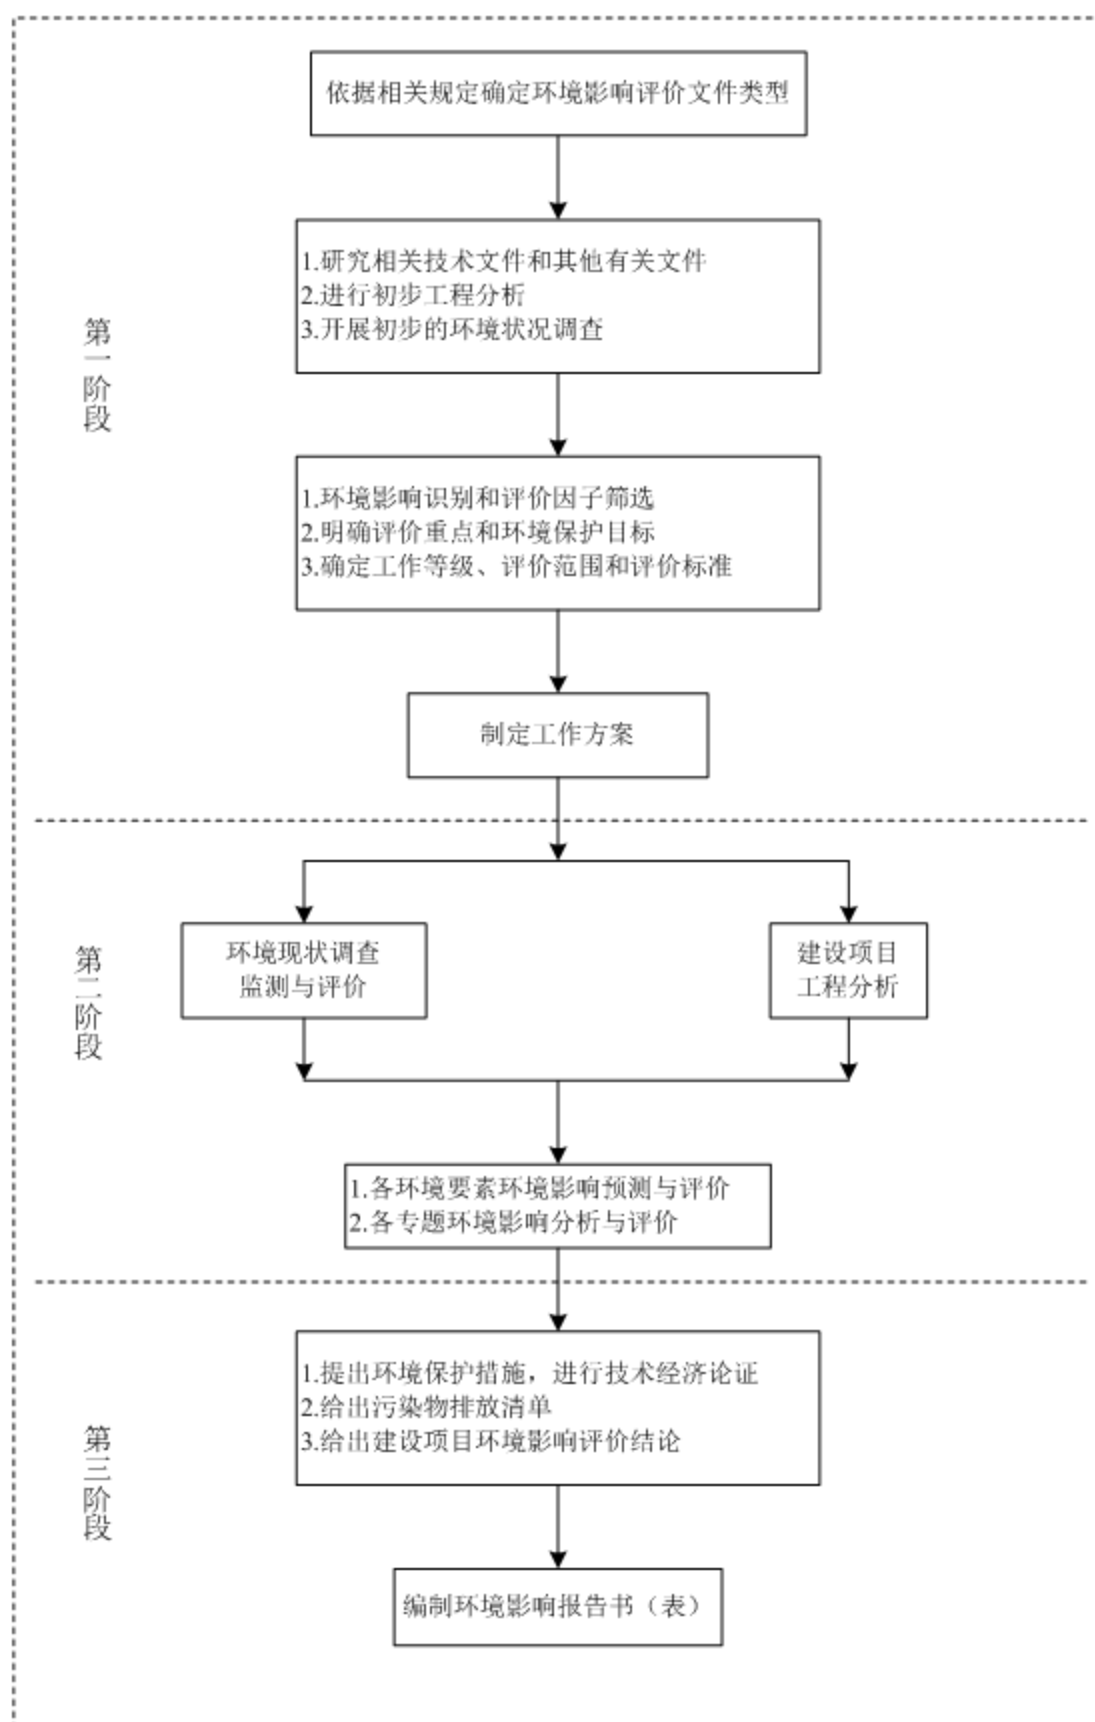 依据相关规定确定环境影响评价文件类型
1.研究相关技术文件和其他有关文件
2.进行初步工程分析
3.开展初步的环境状况调查
第一阶段
1.环境影响识别和评价因子筛选
2.明确评价重点和环境保护目标
3.确定工作等级、评价范围和评价标准
制定工作方案
第二阶段
环境现状调查
监测与评价
建设项目
工程分析
1.各环境要素环境影响预测与评价
2.各专题环境影响分析与评价
第三阶段
1.提出环境保护措施，进行技术经济论证
2.给出污染物排放清单
3.给出建设项目环境影响评价结论
编制环境影响报告书（表）